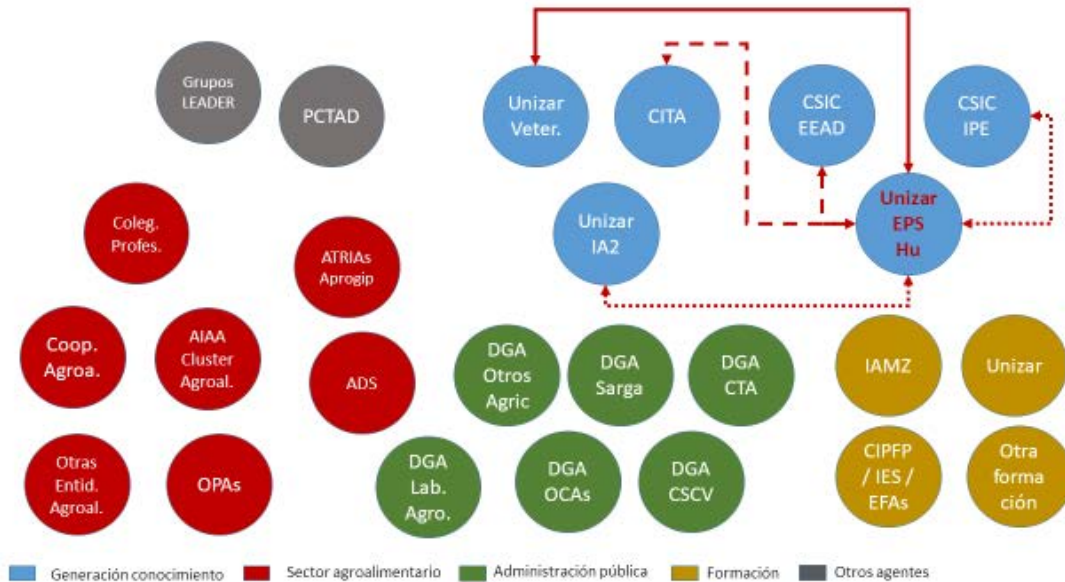 Grupos
LEADER
PCTAD
Unizar
Veter.
CITA
CSIC
EEAD
CSIC
IPE
Coleg.
Profes.
ATRIAs
Aprogip
Unizar
IA2
Unizar
EPS
Hu
Coop.
Agroa.
AIAA
Cluster
Agroal.
ADS
DGA
Otros
Agric
DGA
Sarga
DGA
CTA
IAMZ
Unizar
Otras
Entid.
Agroal.
OPAs
DGA
Lab.
Agro.
DGA
OCAs
DGA
CSCV
CIPFP
/ IES /
EFAs
Otra
forma
ción
Generación conocimiento
Sector agroalimentario
Administración pública
Formación
Otros agentes